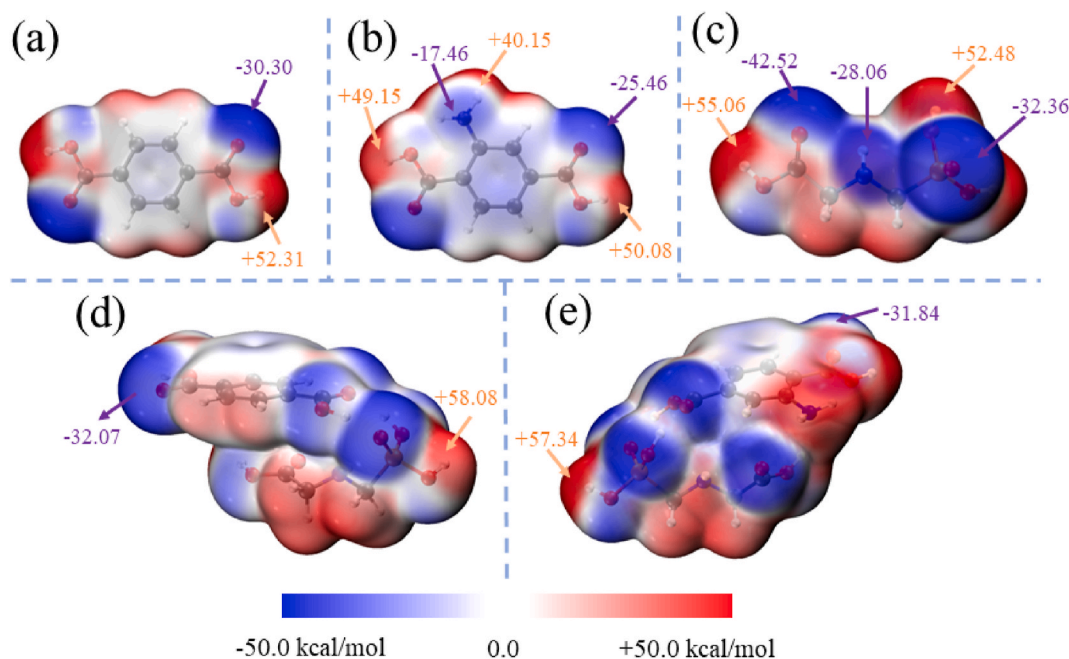 (a)
-30.30
+52.31
(b)
-17.46
+40.15
-25.46
+49.15
+50.08
(c)
-42.52
-28.06
+52.48
-32.36
+55.06
(d)
-32.07
+58.08
(e)
-31.84
+57.34
-50.0 kcal/mol 0.0 +50.0 kcal/mol